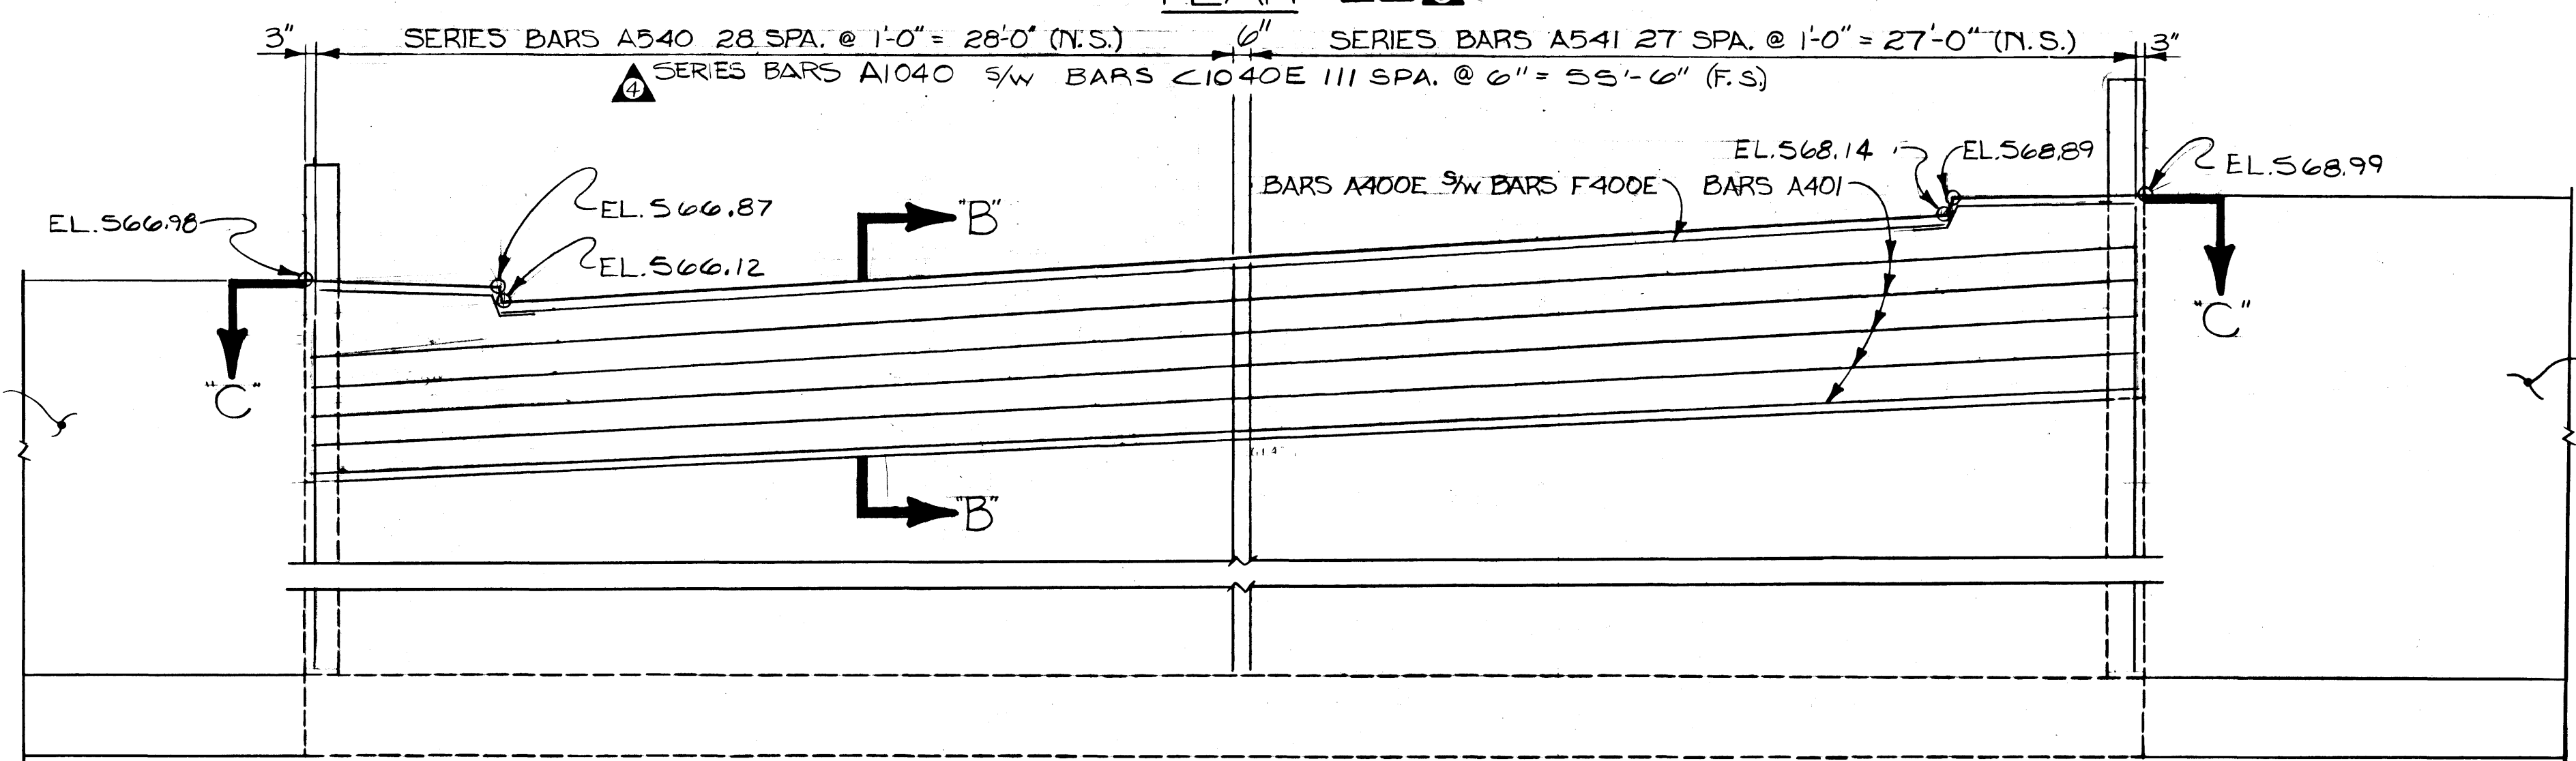 3" SERIES BARS A540 28 SPA. @ 1'-0" = 28'-0" (N.S.) 6" SERIES BARS A541 27 SPA. @ 1'-0" = 27'-0" (N.S.) 3"
4 SERIES BARS A1040 S/W BARS C1040E 111 SPA. @ 6" = 55'-6" (F.S.)
EL.568.14 EL.568.89 EL.568.99
BARS A400E S/W BARS F400E BARS A401
EL.566.98 EL.566.87 "B"
EL.566.12
"C" "C"
"B"